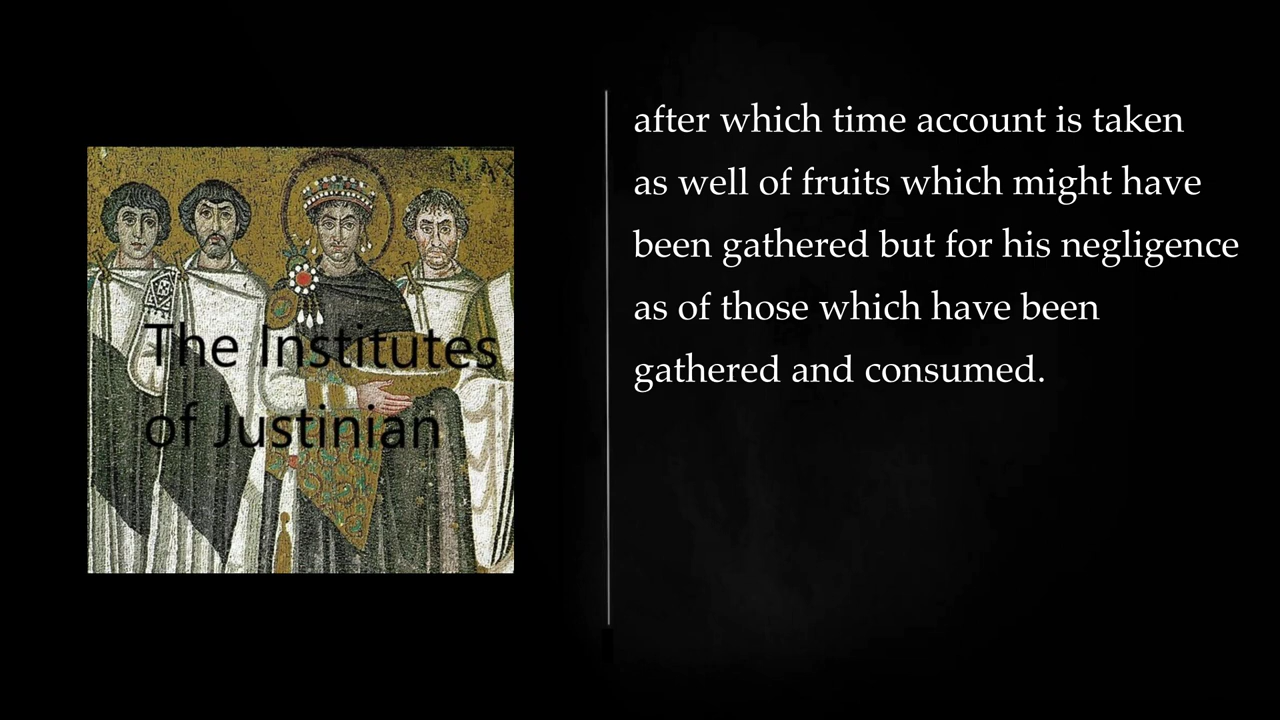 MAX
The Institutes
of Justinian
after which time account is taken
as well of fruits which might have
been gathered but for his negligence
as of those which have been
gathered and consumed.